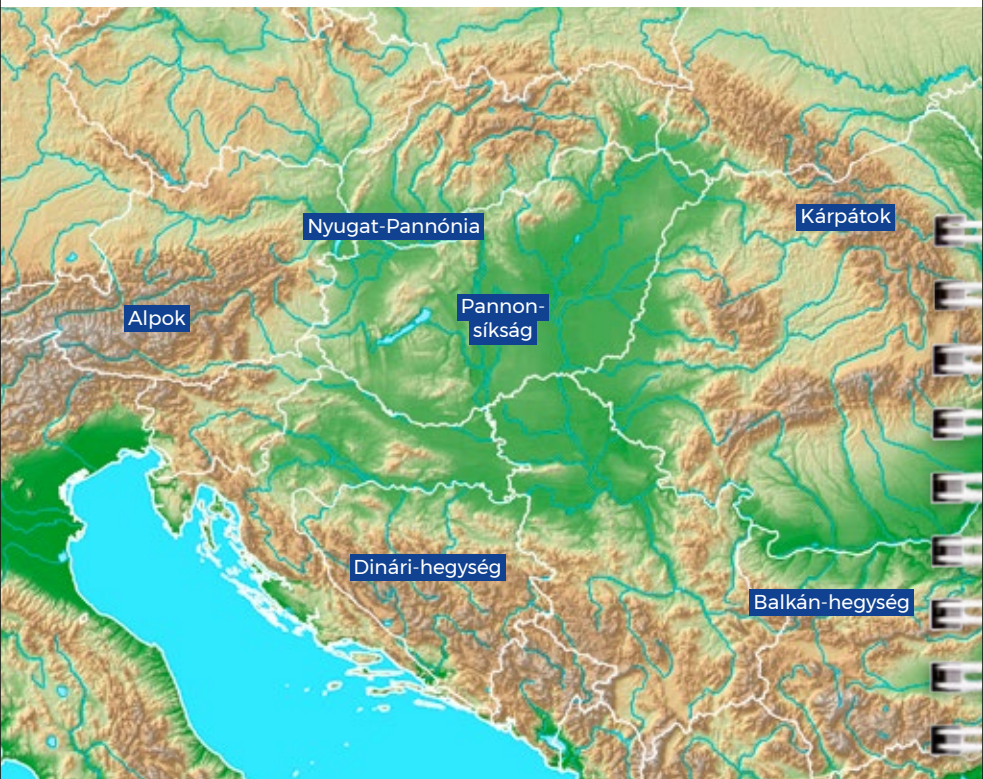 Kárpátok
Nyugat-Pannónia
Pannon-
síkság
Alpok
Dinári-hegység
Balkán-hegység